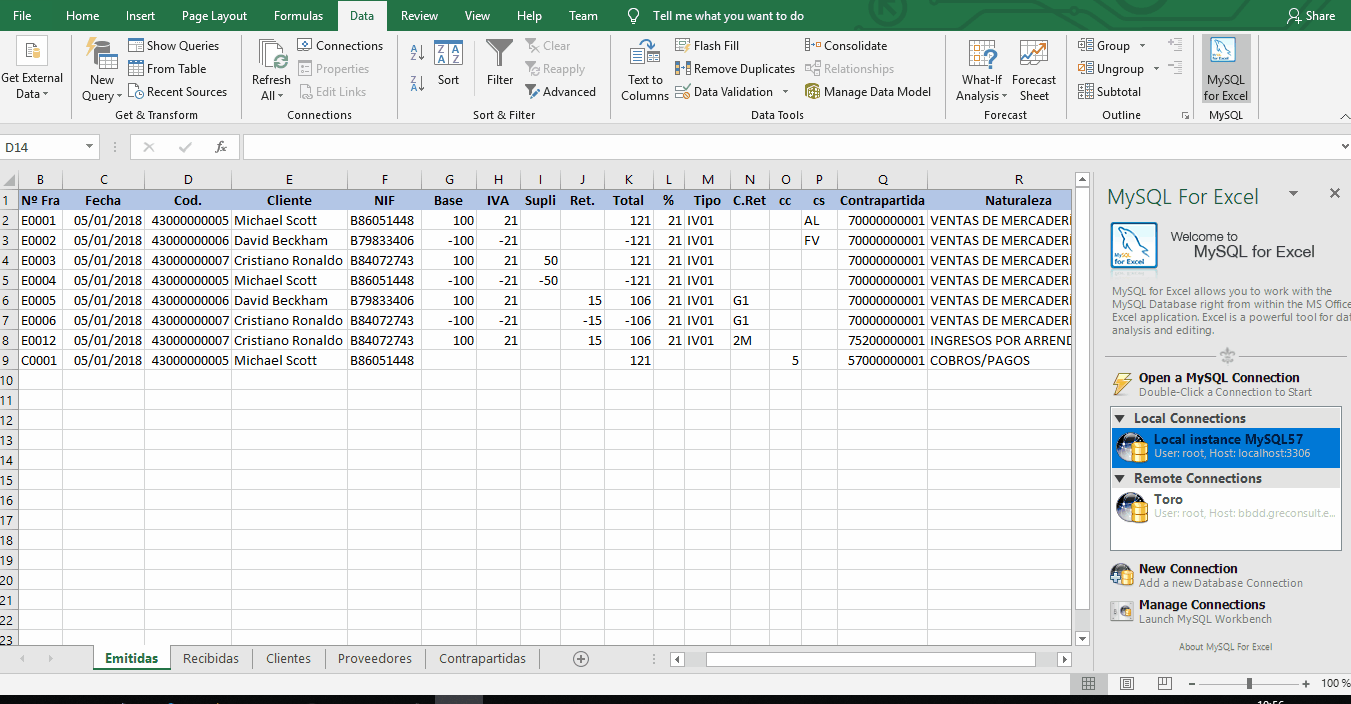 File Home Insert Page Layout Formulas Data Review View Help Team Tell me what you want to do Share
Get External Data
New Query
Show Queries
From Table
Recent Sources
Get & Transform
Refresh All
Connections
Properties
Edit Links
Connections
Sort
Filter
Clear
Reapply
Advanced
Sort & Filter
Text to Columns
Flash Fill
Remove Duplicates
Data Validation
Consolidate
Relationships
Manage Data Model
Data Tools
What-If Analysis
Forecast Sheet
Forecast
Group
Ungroup
Subtotal
Outline
MySQL for Excel
MySQL
D14 fx
B C D E F G H I J K L M N O P Q R
1 Nº Fra Fecha Cod. Cliente NIF Base IVA Supli Ret. Total % Tipo C.Ret cc cs Contrapartida Naturaleza
2 E0001 05/01/2018 43000000005 Michael Scott B86051448 100 21 121 21 IV01 AL 70000000001 VENTAS DE MERCADERÍ
3 E0002 05/01/2018 43000000006 David Beckham B79833406 -100 -21 -121 21 IV01 FV 70000000001 VENTAS DE MERCADERÍ
4 E0003 05/01/2018 43000000007 Cristiano Ronaldo B84072743 100 21 50 121 21 IV01 70000000001 VENTAS DE MERCADERÍ
5 E0004 05/01/2018 43000000005 Michael Scott B86051448 -100 -21 -50 -121 21 IV01 70000000001 VENTAS DE MERCADERÍ
6 E0005 05/01/2018 43000000006 David Beckham B79833406 100 21 15 106 21 IV01 G1 70000000001 VENTAS DE MERCADERÍ
7 E0006 05/01/2018 43000000007 Cristiano Ronaldo B84072743 -100 -21 -15 -106 21 IV01 G1 70000000001 VENTAS DE MERCADERÍ
8 E0012 05/01/2018 43000000007 Cristiano Ronaldo B84072743 100 21 15 106 21 IV01 2M 75200000001 INGRESOS POR ARREND
9 C0001 05/01/2018 43000000005 Michael Scott B86051448 121 5 57000000001 COBROS/PAGOS
10
11
12
13
14
15
16
17
18
19
20
21
22
23
Emitidas Recibidas Clientes Proveedores Contrapartidas
MySQL For Excel
Welcome to
MySQL for Excel
MySQL for Excel
MySQL for Excel allows you to work with the
MySQL Database right from within the MS Office
Excel application. Excel is a powerful tool for dat
analysis and editing.
Open a MySQL Connection
Double-Click a Connection to Start
Local Connections
Local instance MySQL57
User: root, Host: localhost:3306
Remote Connections
Toro
User: root, Host: bbdd.greconsult.e...
New Connection
Add a new Database Connection
Manage Connections
Launch MySQL Workbench
About MySQL For Excel
100 %